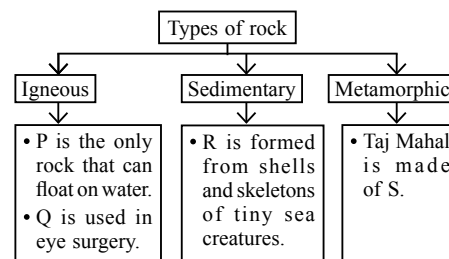 Types of rock
Igneous
Sedimentary
Metamorphic
• P is the only
rock that can
float on water.
• Q is used in
eye surgery.
• R is formed
from shells
and skeletons
of tiny sea
creatures.
• Taj Mahal
is made
of S.